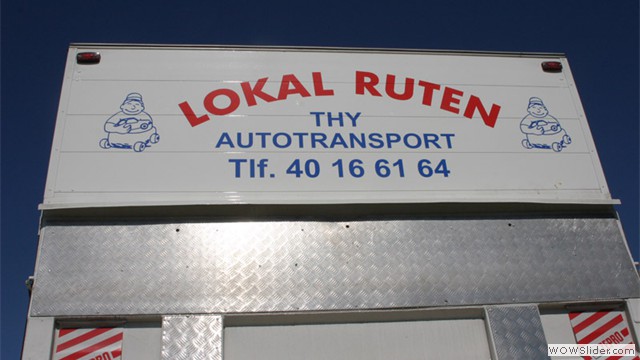 LOKAL RUTEN
THY
AUTOTRANSPORT
Tlf. 40 16 61 64
WOWSlider.com